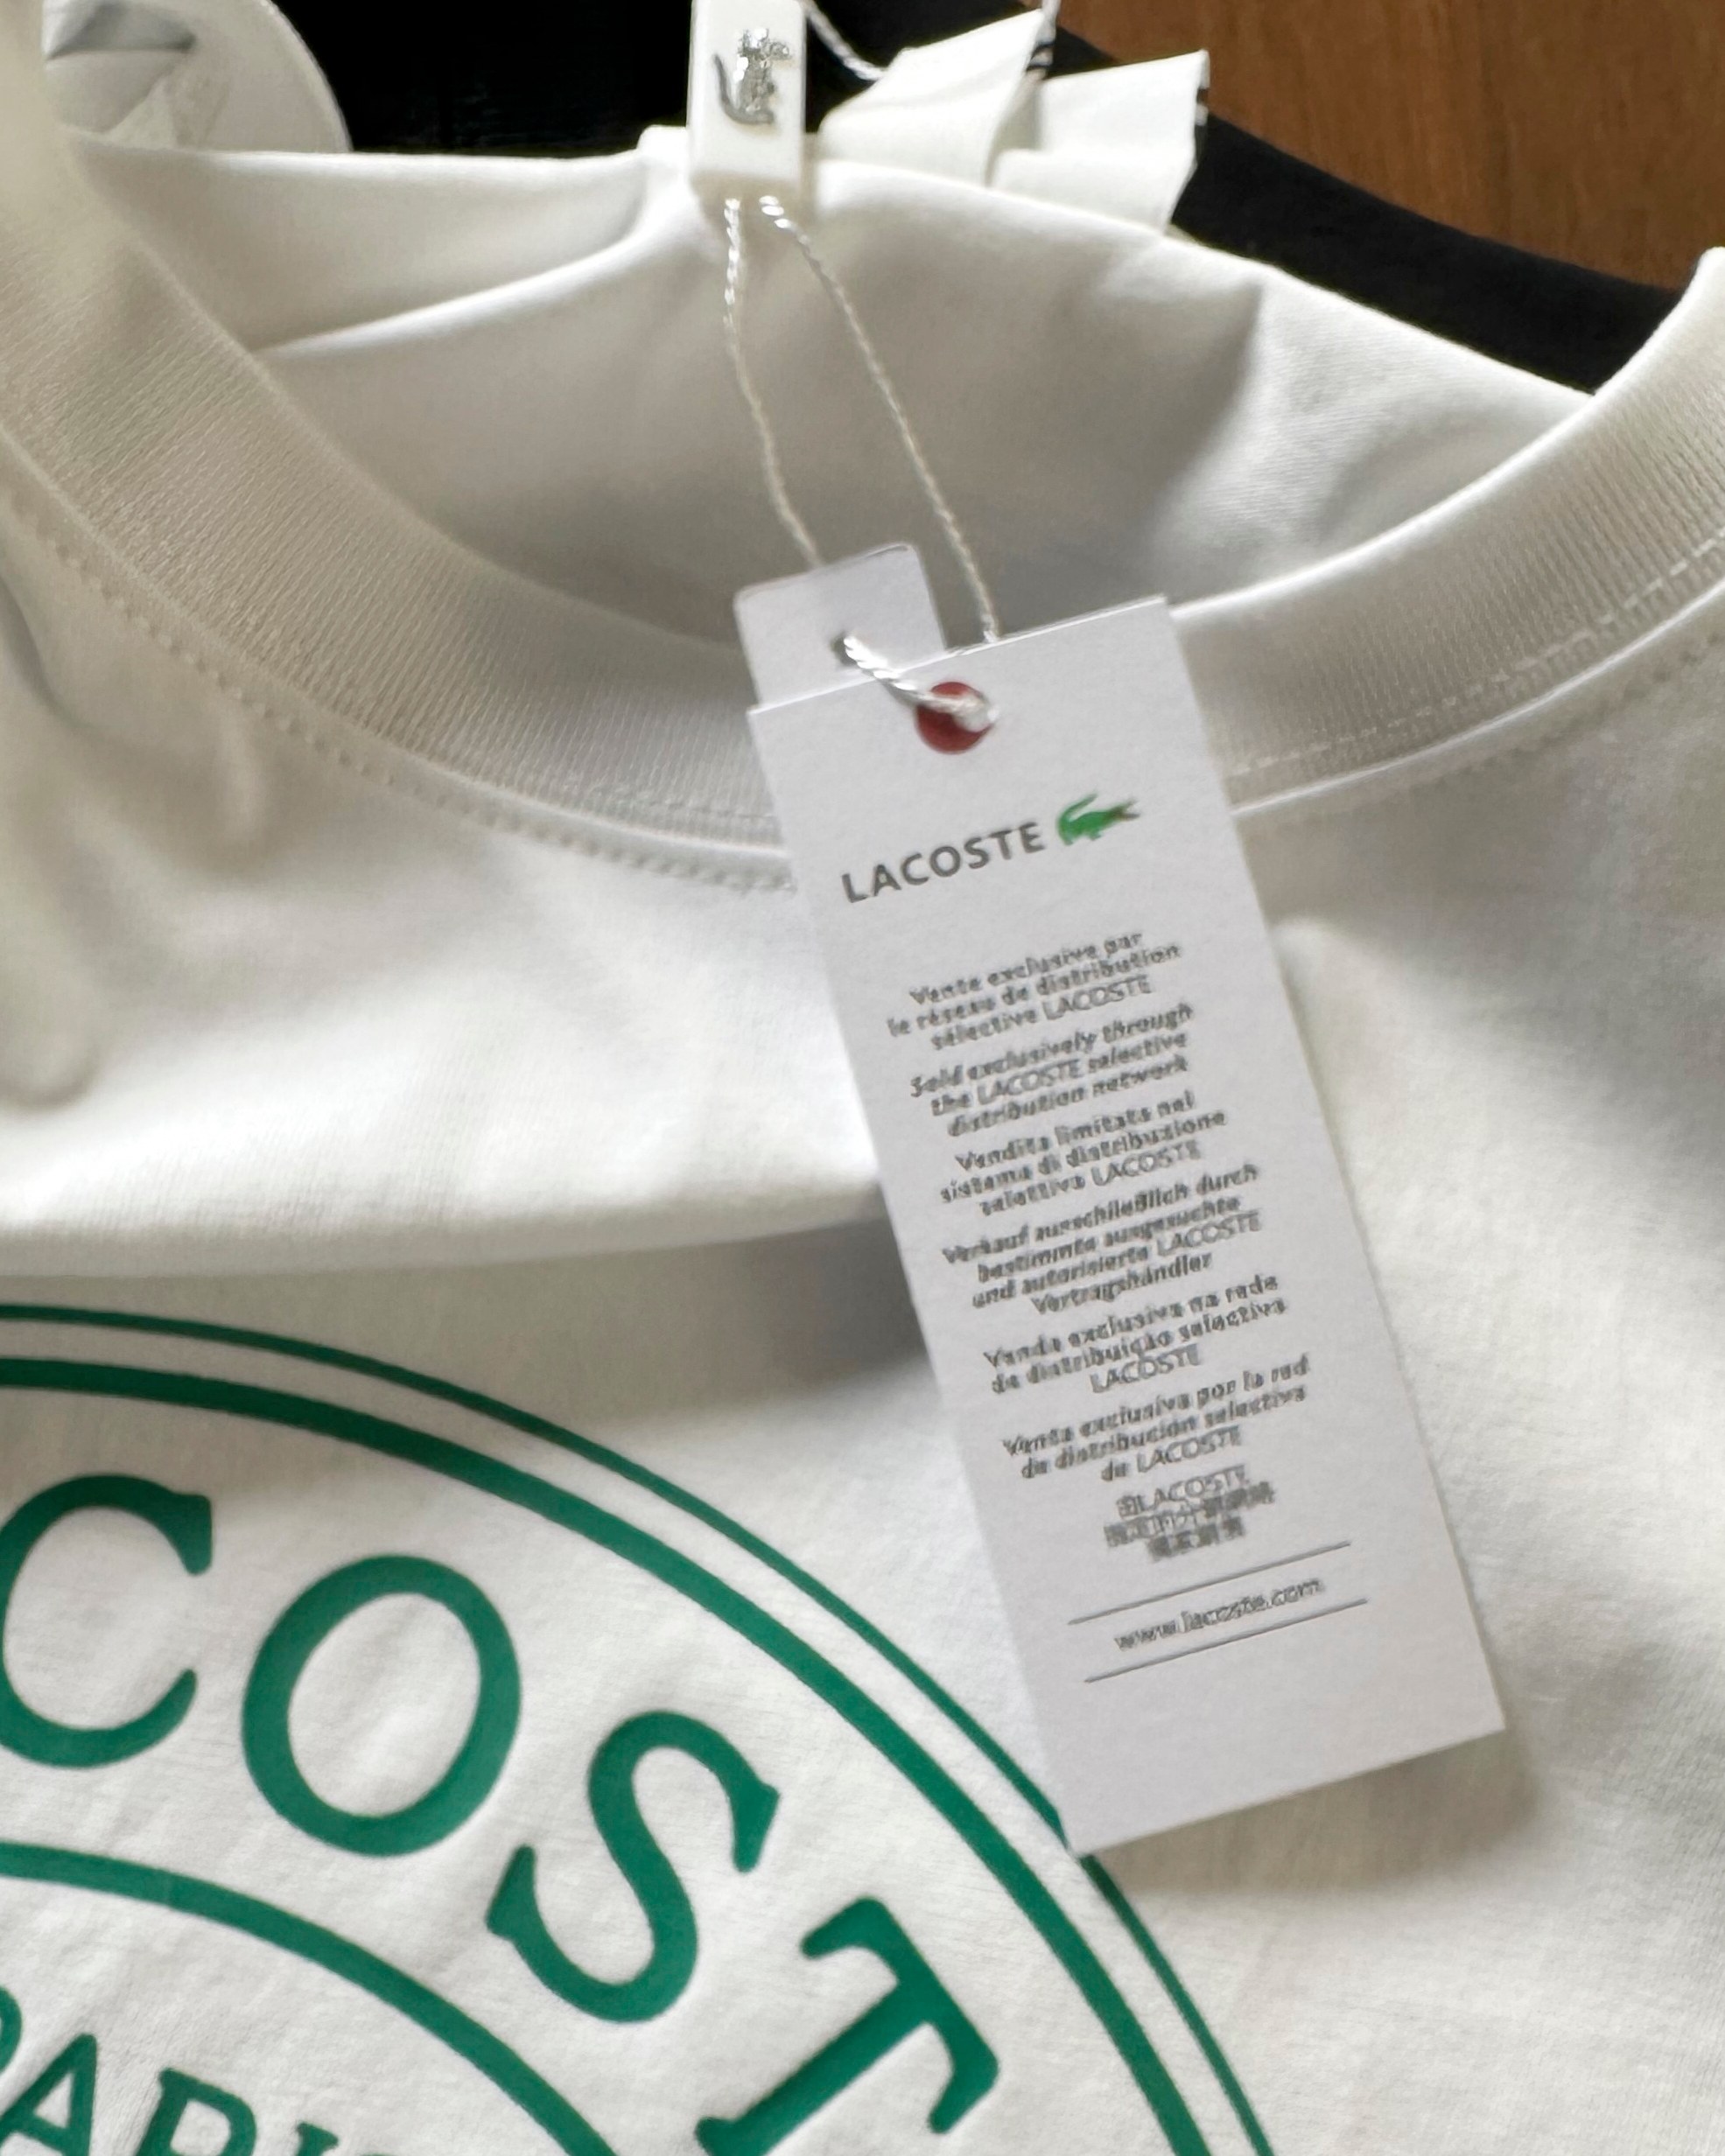 LACOSTE
Vente exclusive par
le réseau de distribution
sélective LACOSTE
Sold exclusively through
the LACOSTE selective
distribution network
Vendita limitata nel
sistema di distribuzione
selettiva LACOSTE
Verkauf ausschließlich durch
bestimmte ausgesuchte
und autorisierte LACOSTE
Vertragshändler
Venda exclusiva na rede
de distribuição selectiva
LACOSTE
Venta exclusiva por la red
de distribución selectiva
de LACOSTE
LACOSTE
www.lacoste.com
COST
PARI